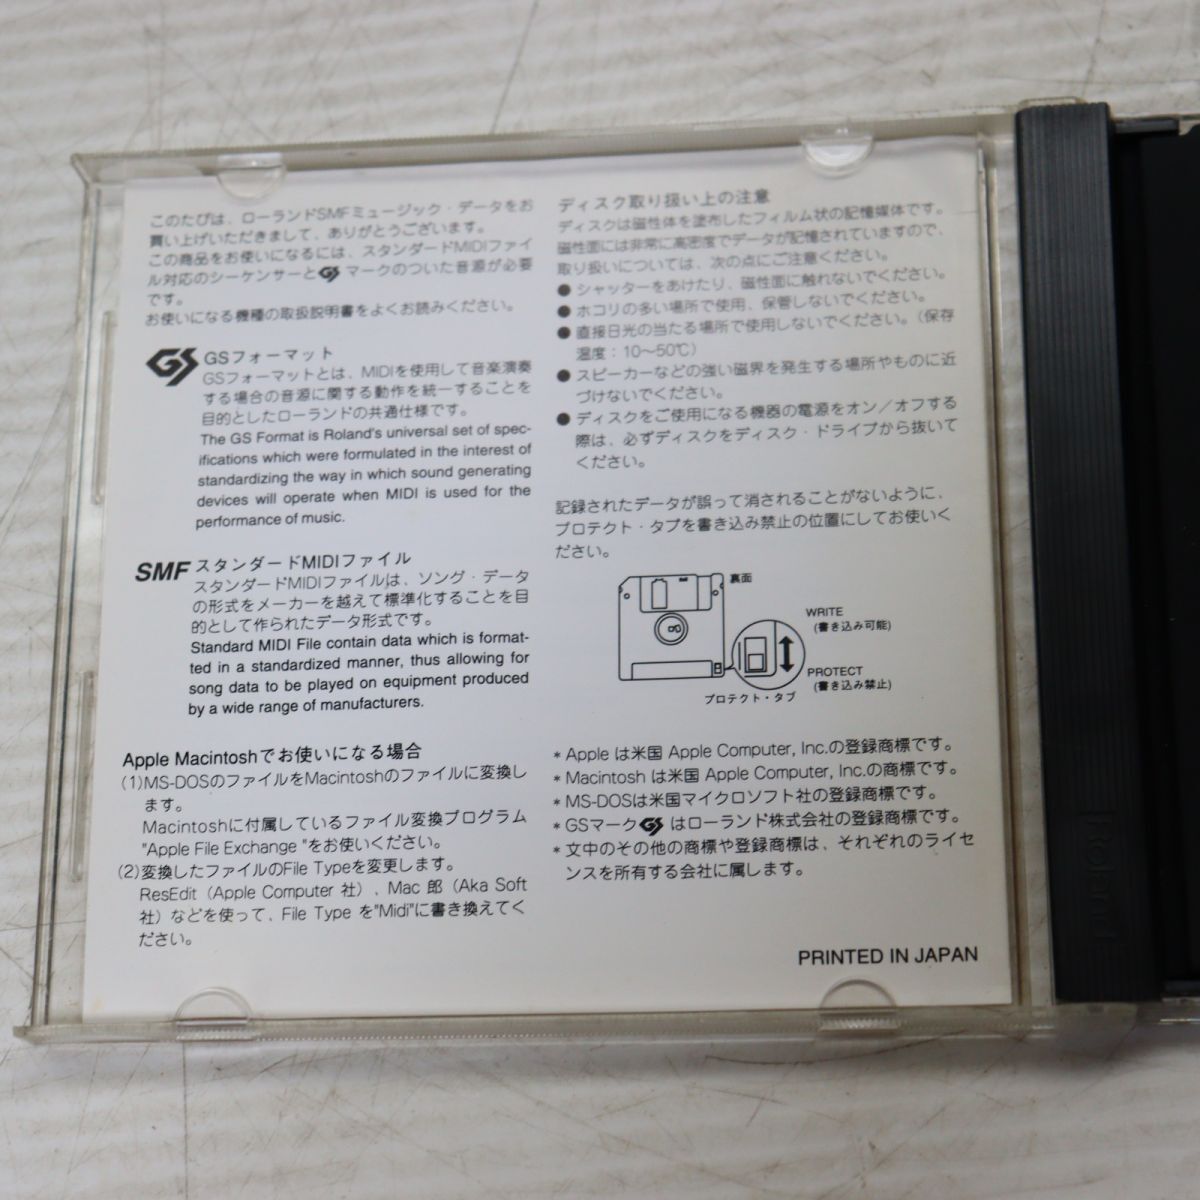 このたびは、ローランドSMFミュージック・データをお
買い上げいただきまして、ありがとうございます。
この商品をお使いになるには、スタンダードMIDIファイ
ル対応のシーケンサーとGSマークのついた音源が必要
です。
お使いになる機種の取扱説明書をよくお読みください。
GS GSフォーマット
GSフォーマットとは、MIDIを使用して音楽演奏
する場合の音源に関する動作を統一することを
目的としたローランドの共通仕様です。
The GS Format is Roland's universal set of spec-
ifications which were formulated in the interest of
standardizing the way in which sound generating
devices will operate when MIDI is used for the
performance of music.
SMF スタンダードMIDIファイル
スタンダードMIDIファイルは、ソング・データ
の形式をメーカーを越えて標準化することを目
的として作られたデータ形式です。
Standard MIDI File contain data which is format-
ted in a standardized manner, thus allowing for
song data to be played on equipment produced
by a wide range of manufacturers.
Apple Macintoshでお使いになる場合
(1)MS-DOSのファイルをMacintoshのファイルに変換し
ます。
Macintoshに付属しているファイル変換プログラム
"Apple File Exchange "をお使いください。
(2)変換したファイルのFile Typeを変更します。
ResEdit（Apple Computer 社）、Mac 郎（Aka Soft
社）などを使って、File Type を"Midi"に書き換えてく
ださい。
ディスク取り扱い上の注意
ディスクは磁性体を塗布したフィルム状の記憶媒体です。
磁性面には非常に高密度でデータが記憶されていますので、
取り扱いについては、次の点にご注意ください。
● シャッターをあけたり、磁性面に触れないでください。
● ホコリの多い場所で使用、保管しないでください。
● 直接日光の当たる場所で使用しないでください。（保存
温度：10～50℃）
● スピーカーなどの強い磁界を発生する場所やものに近
づけないでください。
● ディスクをご使用になる機器の電源をオン／オフする
際は、必ずディスクをディスク・ドライブから抜いて
ください。
記録されたデータが誤って消されることがないように、
プロテクト・タブを書き込み禁止の位置にしてお使いく
ださい。
裏面
WRITE
(書き込み可能)
PROTECT
(書き込み禁止)
プロテクト・タブ
* Apple は米国 Apple Computer, Inc.の登録商標です。
* Macintosh は米国 Apple Computer, Inc.の商標です。
* MS-DOSは米国マイクロソフト社の登録商標です。
* GSマークGSはローランド株式会社の登録商標です。
* 文中のその他の商標や登録商標は、それぞれのライセ
ンスを所有する会社に属します。
PRINTED IN JAPAN
Roland